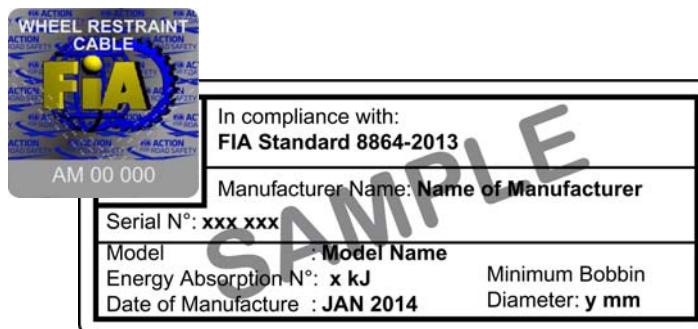 WHEEL RESTRAINT
CABLE
FIA
AM 00 000
In compliance with:
FIA Standard 8864-2013
Manufacturer Name: Name of Manufacturer
Serial N°: xxx xxx
Model : Model Name
Energy Absorption N°: x kJ
Date of Manufacture : JAN 2014
Minimum Bobbin
Diameter: y mm
SAMPLE